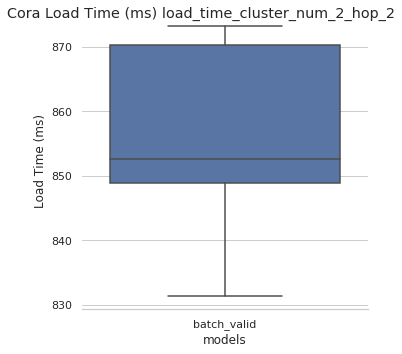 Cora Load Time (ms) load_time_cluster_num_2_hop_2
870
860
850
840
830
Load Time (ms)
batch_valid
models